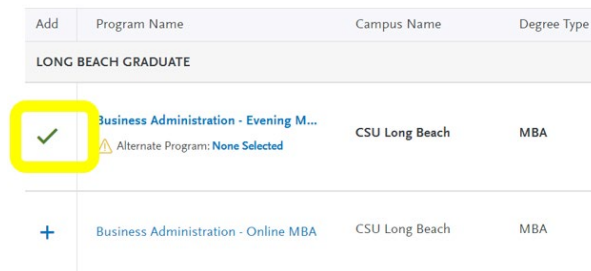 Add Program Name Campus Name Degree Type
LONG BEACH GRADUATE
Business Administration - Evening M... CSU Long Beach MBA
Alternate Program: None Selected
Business Administration - Online MBA CSU Long Beach MBA